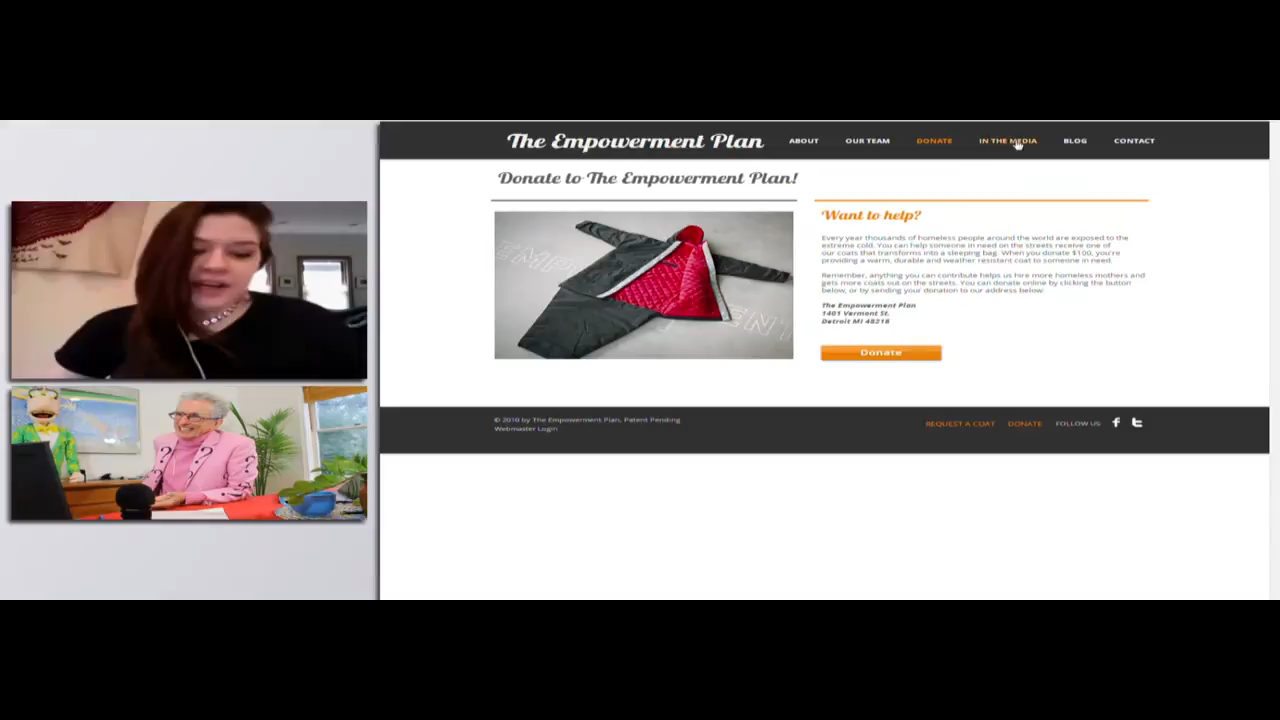 The Empowerment Plan
ABOUT OUR TEAM DONATE IN THE MEDIA BLOG CONTACT
Donate to The Empowerment Plan!
Want to help?
Every year thousands of homeless people around the world are exposed to the
extreme cold. You can help someone in need on the streets receive one of
our coats that transforms into a sleeping bag. When you donate $100, you're
providing a warm, durable and weather resistant coat to someone in need.
Remember, anything you can contribute helps us hire more homeless mothers and
gets more coats out on the streets. You can donate online by clicking the button
below, or by sending your donation to our address below:
The Empowerment Plan
1401 Vermont St.
Detroit MI 48216
Donate
© 2010 by The Empowerment Plan. Patent Pending
Webmaster Login
REQUEST A COAT DONATE FOLLOW US: